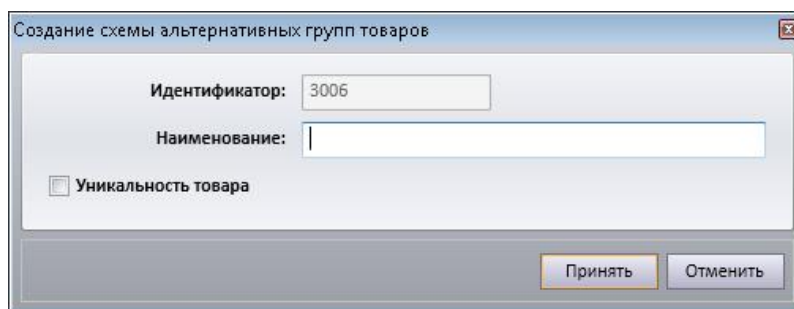 Создание схемы альтернативных групп товаров
Идентификатор: 3006
Наименование:
Уникальность товара
Принять Отменить